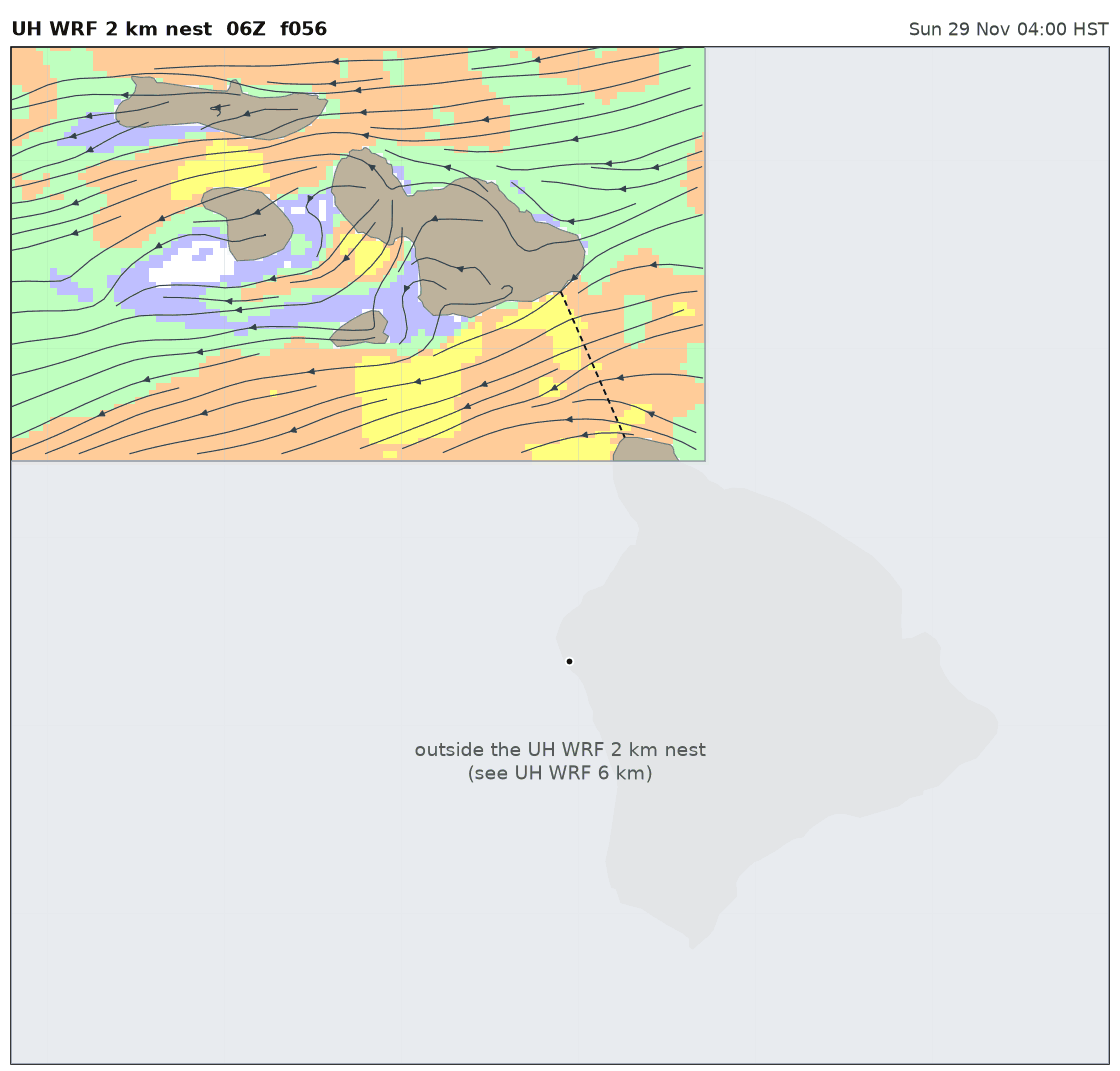 UH WRF 2 km nest  06Z  f056
Sun 29 Nov 04:00 HST
outside the UH WRF 2 km nest
(see UH WRF 6 km)